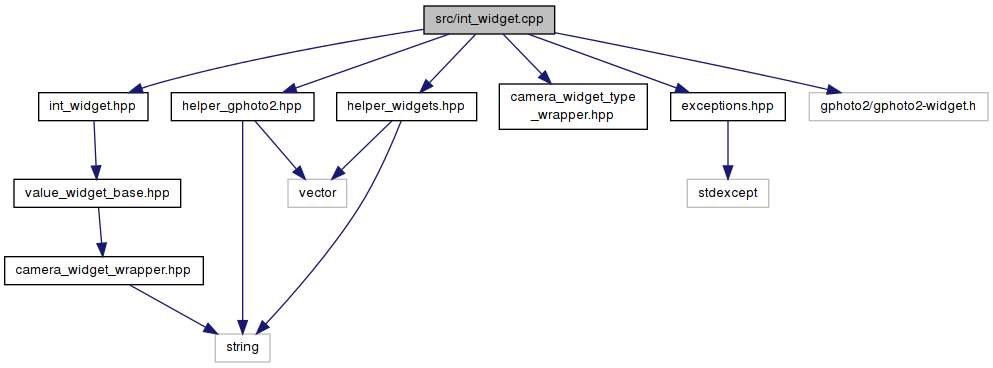 src/int_widget.cpp
int_widget.hpp
helper_gphoto2.hpp
helper_widgets.hpp
camera_widget_type
_wrapper.hpp
exceptions.hpp
gphoto2/gphoto2-widget.h
value_widget_base.hpp
vector
stdexcept
camera_widget_wrapper.hpp
string